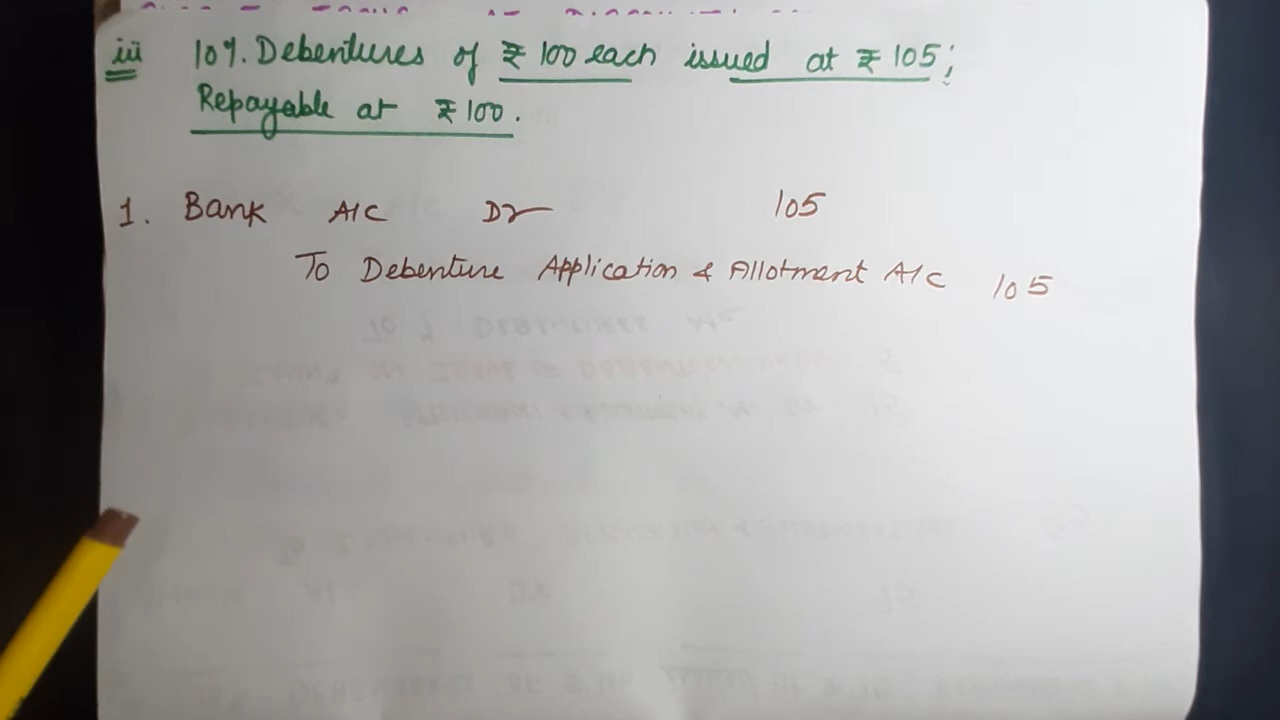 iii 10%. Debentures of ₹ 100 each issued at ₹ 105;
Repayable at ₹ 100.
1. Bank A/C Dr 105
To Debenture Application & Allotment A/C 105